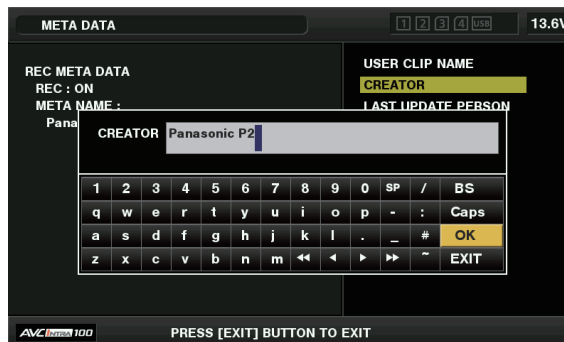 META DATA 1 2 3 4 USB 13.6V
REC META DATA
REC : ON
META NAME :
Pana
USER CLIP NAME
CREATOR
LAST UPDATE PERSON
CREATOR Panasonic P2
1 2 3 4 5 6 7 8 9 0 SP / BS
q w e r t y u i o p - : Caps
a s d f g h j k l . _ # OK
z x c v b n m ◀◀ ◀ ▶ ▶▶ ~ EXIT
AVC INTRA 100 PRESS [EXIT] BUTTON TO EXIT